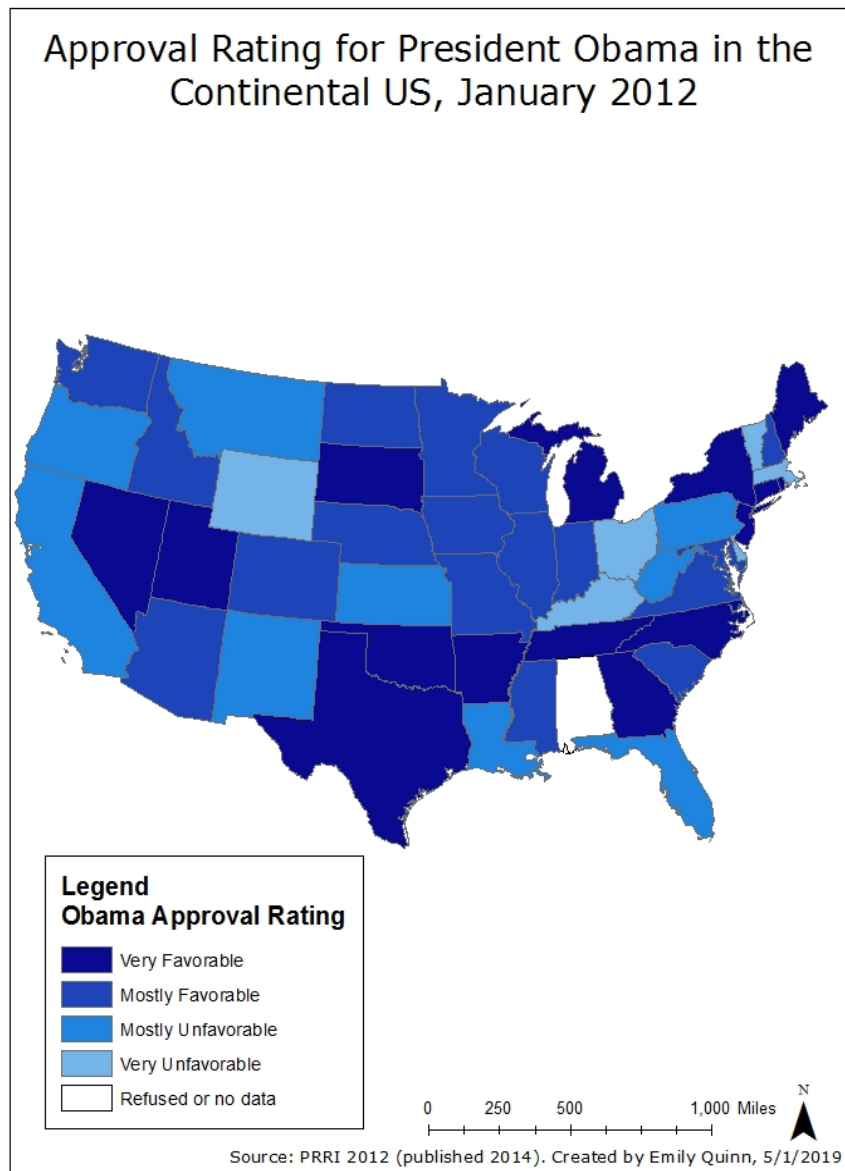 Approval Rating for President Obama in the
Continental US, January 2012
Legend
Obama Approval Rating
Very Favorable
Mostly Favorable
Mostly Unfavorable
Very Unfavorable
Refused or no data
0 250 500 1,000 Miles
N
Source: PRRI 2012 (published 2014). Created by Emily Quinn, 5/1/2019